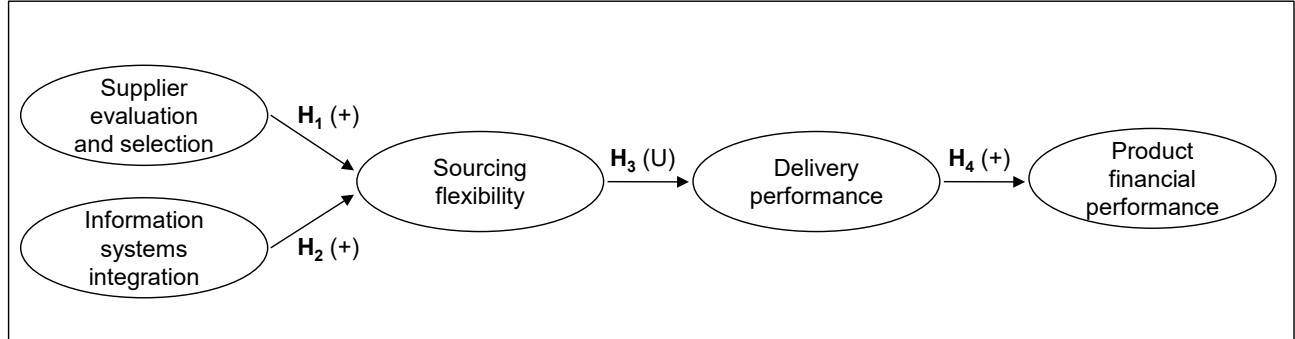 Supplier
evaluation
and selection
H₁ (+)
Information
systems
integration
H₂ (+)
Sourcing
flexibility
H₃ (U)
Delivery
performance
H₄ (+)
Product
financial
performance